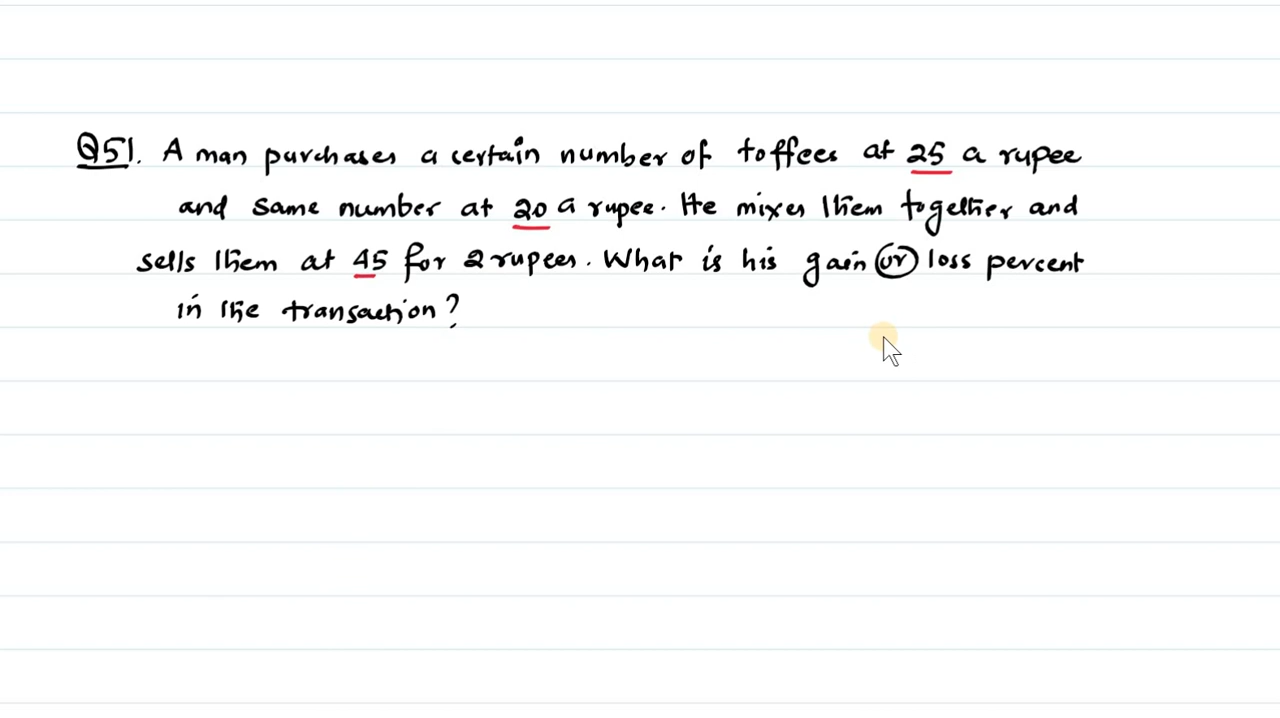 Q51. A man purchases a certain number of toffees at 25 a rupee
and same number at 20 a rupee. He mixes them together and
sells them at 45 for 2 rupees. What is his gain or loss percent
in the transaction?